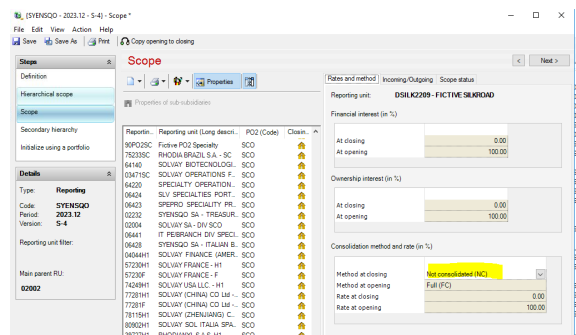 [SYENSQO - 2023.12 - S-4] - Scope *
File Edit View Action Help
Save Save As Print Copy opening to closing
Steps
Definition
Hierarchical scope
Scope
Secondary hierarchy
Initialize using a portfolio
Details
Type: Reporting
Code: SYENSQO
Period: 2023.12
Version: S-4
Reporting unit filter:
Main parent RU:
02002
Scope
< Next >
Properties
Properties of sub-subsidiaries
Reportin... Reporting unit (Long descri... PO2 (Code) Closin...
90PO2SC Fictive PO2 Specialty SCO
75233SC RHODIA BRAZIL S.A. - SC SCO
64140 SOLVAY BIOTECHNOLOGI.. SCO
03471SC SOLVAY OPERATIONS F... SCO
64220 SPECIALTY OPERATION... SCO
06424 SLV SPECIALTIES PORT... SCO
06423 SPEPRO SPECIALITY PR... SCO
02232 SYENSQO SA - TREASUR... SCO
02004 SOLVAY SA - DIV SCO SCO
06441 IT PE/BRANCH DIV SPECI... SCO
06428 SYENSQO SA - ITALIAN B... SCO
04044H1 SOLVAY FINANCE (AMER... SCO
57230H1 SOLVAY FRANCE - H1 SCO
57230F SOLVAY FRANCE - F SCO
74249H1 SOLVAY USA LLC. - H1 SCO
77281H1 SOLVAY (CHINA) CO Ltd -... SCO
77281F SOLVAY (CHINA) CO Ltd -... SCO
78115H1 SOLVAY (ZHENJIANG) C... SCO
80902H1 SOLVAY SOL ITALIA SPA... SCO
Rates and method Incoming/Outgoing Scope status
Reporting unit: DSILK2209 - FICTIVE SILKROAD
Financial interest (in %)
At closing 0.00
At opening 100.00
Ownership interest (in %)
At closing 0.00
At opening 100.00
Consolidation method and rate (in %)
Method at closing Not consolidated (NC)
Method at opening Full (FC)
Rate at closing 0.00
Rate at opening 100.00